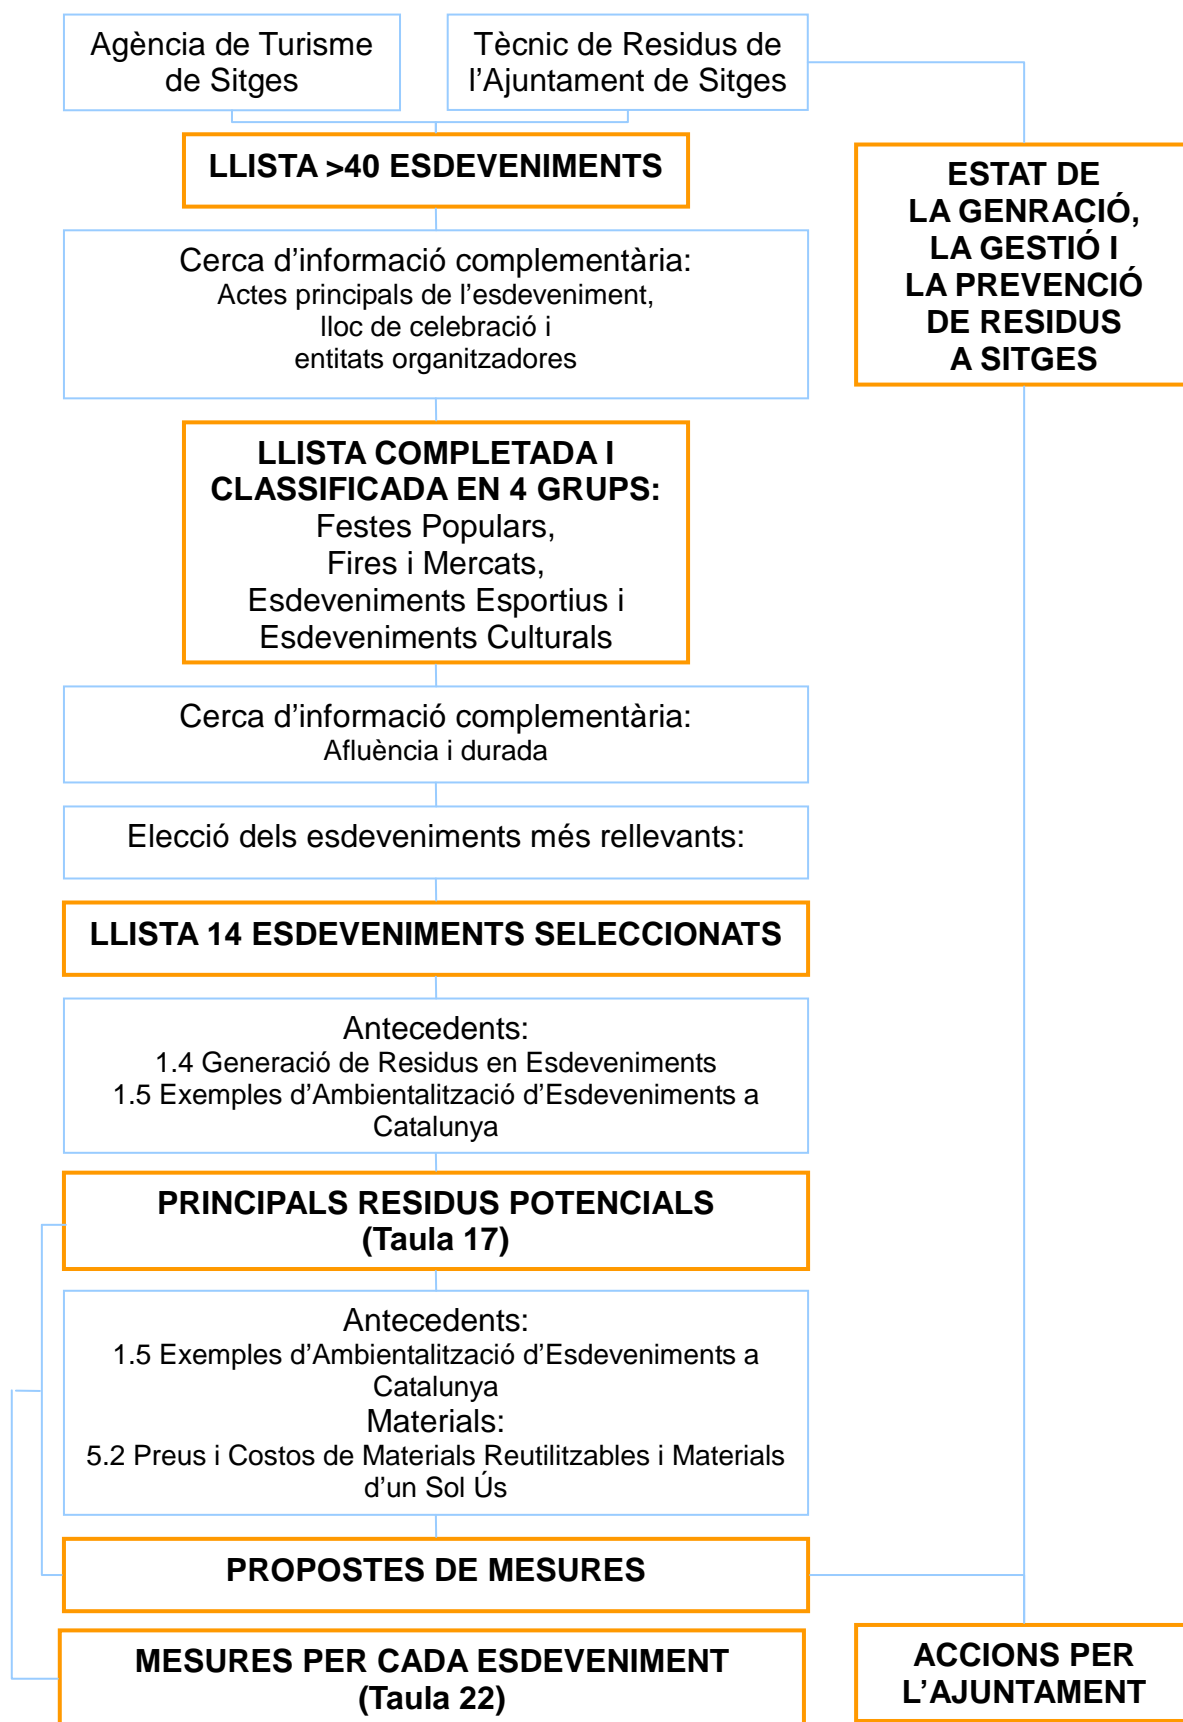 Agència de Turisme
de Sitges
Tècnic de Residus de
l’Ajuntament de Sitges
LLISTA >40 ESDEVENIMENTS
ESTAT DE
LA GENRACIÓ,
LA GESTIÓ I
LA PREVENCIÓ
DE RESIDUS
A SITGES
Cerca d’informació complementària:
Actes principals de l’esdeveniment,
lloc de celebració i
entitats organitzadores
LLISTA COMPLETADA I
CLASSIFICADA EN 4 GRUPS:
Festes Populars,
Fires i Mercats,
Esdeveniments Esportius i
Esdeveniments Culturals
Cerca d’informació complementària:
Afluència i durada
Elecció dels esdeveniments més rellevants:
LLISTA 14 ESDEVENIMENTS SELECCIONATS
Antecedents:
1.4 Generació de Residus en Esdeveniments
1.5 Exemples d’Ambientalització d’Esdeveniments a
Catalunya
PRINCIPALS RESIDUS POTENCIALS
(Taula 17)
Antecedents:
1.5 Exemples d’Ambientalització d’Esdeveniments a
Catalunya
Materials:
5.2 Preus i Costos de Materials Reutilitzables i Materials
d’un Sol Ús
PROPOSTES DE MESURES
MESURES PER CADA ESDEVENIMENT
(Taula 22)
ACCIONS PER
L’AJUNTAMENT